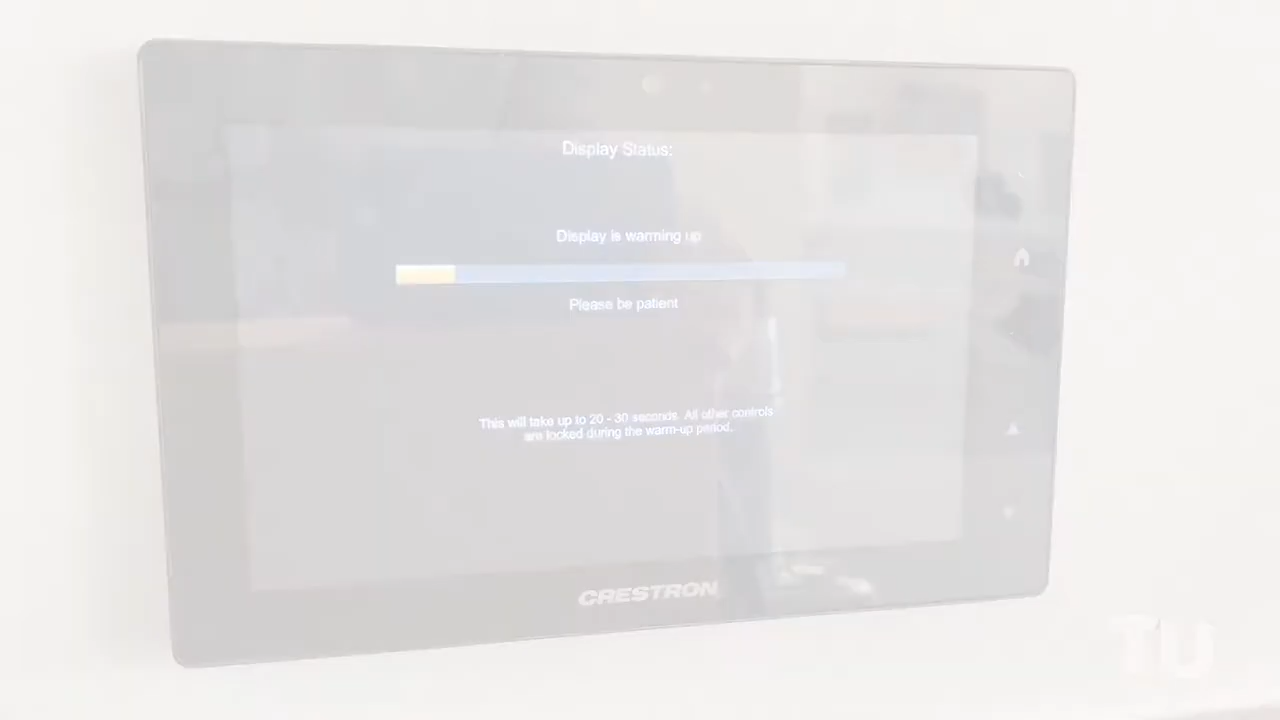 Display Status:
Display is warming up
Please be patient
This will take up to 20 - 30 seconds. All other controls
are locked during the warm-up period.
CRESTRON
TU